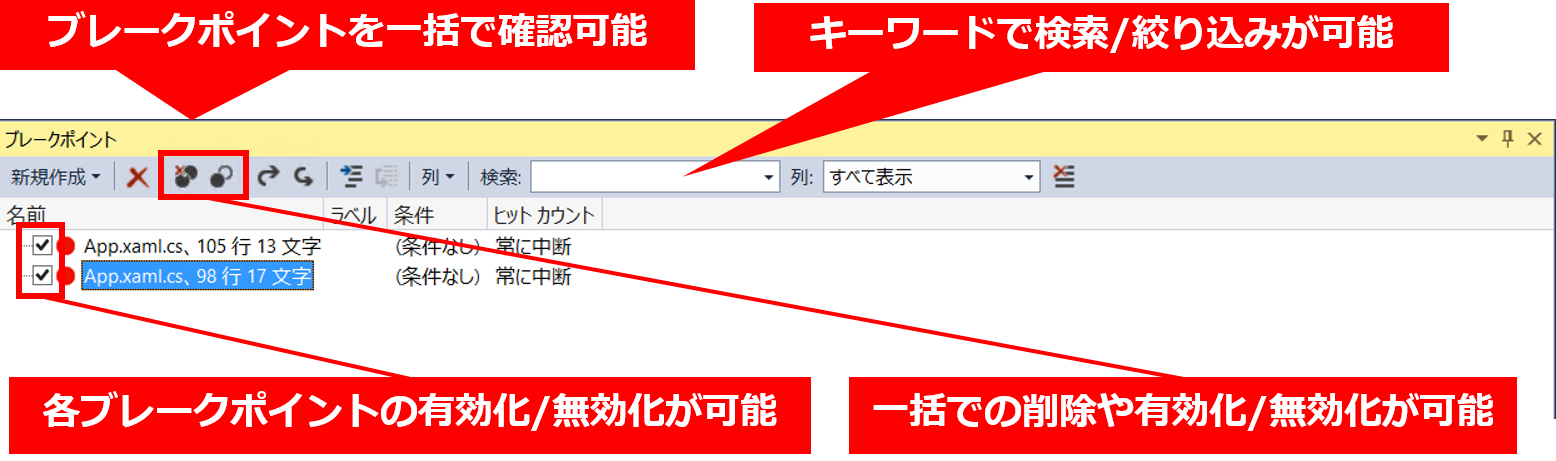 ブレークポイントを一括で確認可能
キーワードで検索/絞り込みが可能
ブレークポイント
新規作成 列 検索: 列: すべて表示
名前 ラベル 条件 ヒット カウント
App.xaml.cs、105 行 13 文字 (条件なし) 常に中断
App.xaml.cs、98 行 17 文字 (条件なし) 常に中断
各ブレークポイントの有効化/無効化が可能
一括での削除や有効化/無効化が可能